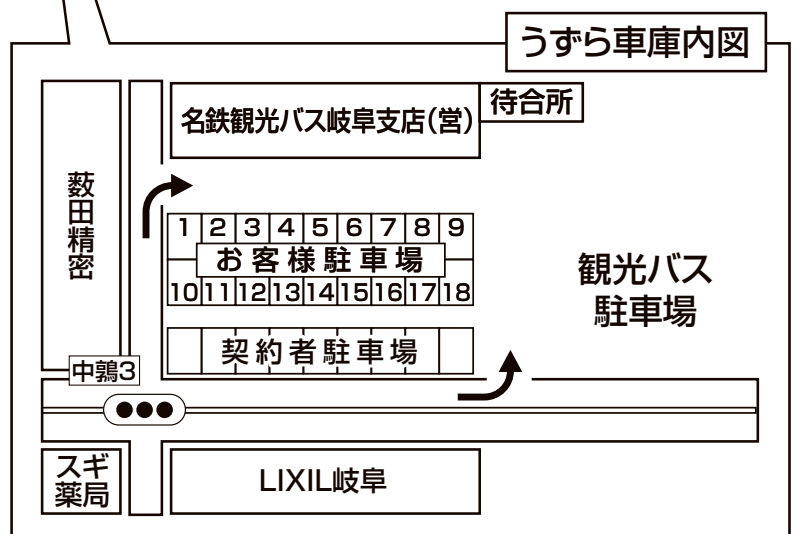 うずら車庫内図
名鉄観光バス岐阜支店(営)
待合所
薮田精密
1 2 3 4 5 6 7 8 9
お客様駐車場
10 11 12 13 14 15 16 17 18
観光バス
駐車場
契約者駐車場
中鶉3
スギ
薬局
LIXIL岐阜